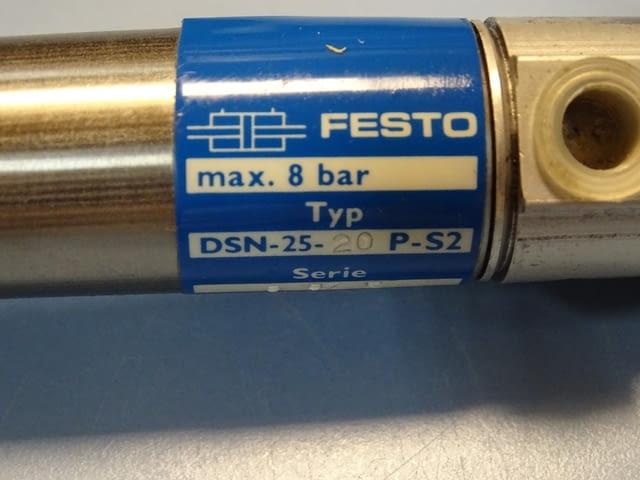 FESTO
max. 8 bar
Typ
DSN-25-20 P-S2
Serie